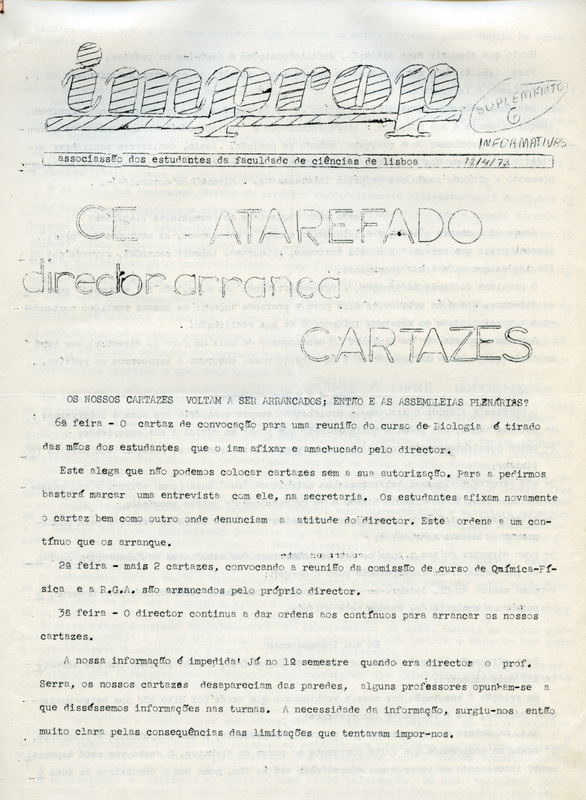 improp
SUPLEMENTO
6
INFORMATIVAS
associassão dos estudantes da faculdade de ciências de lisboa
CE ATAREFADO
director arranca
CARTAZES
OS NOSSOS CARTAZES VOLTAM A SER ARRANCADOS; ENTÃO E AS ASSEMBLEIAS PLENÁRIAS?
6ª feira - O cartaz de convocação para uma reunião do curso de Biologia é tirado
das mãos dos estudantes que o iam afixar e amachucado pelo director.
Este alega que não podemos colocar cartazes sem a sua autorização. Para a pedirmos
bastará marcar uma entrevista com ele, na secretaria. Os estudantes afixam novamente
o cartaz bem como outro onde denunciam a atitude do director. Este ordena a um con-
tínuo que os arranque.
2ª feira - mais 2 cartazes, convocando a reunião da comissão de curso de Química-Fí-
sica e a R.G.A. são arrancados pelo próprio director.
3ª feira - O director continua a dar ordens aos contínuos para arrancar os nossos
cartazes.
A nossa informação é impedida! Já no 1º semestre quando era director o prof.
Serra, os nossos cartazes desapareciam das paredes, alguns professores opunham-se a
que disséssemos informações nas turmas. A necessidade da informação, surgiu-nos então
muito clara pelas consequências das limitações que tentavam impor-nos.